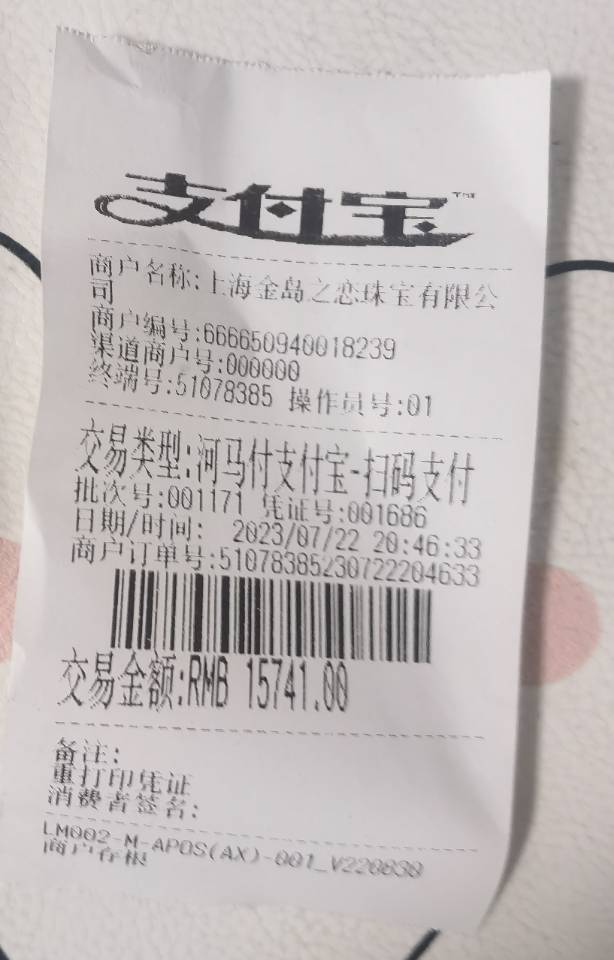 支付宝™
商户名称:上海金岛之恋珠宝有限公
司
商户编号:666650940018239
渠道商户号:000000
终端号:51078385 操作员号:01
交易类型:河马付支付宝-扫码支付
批次号:001171 凭证号:001686
日期/时间: 2023/07/22 20:46:33
商户订单号:51078385230722204633
交易金额:RMB 15741.00
备注:
重打印凭证
消费者签名:
LM002-M-APOS(AX)-001_V220830
商户存根